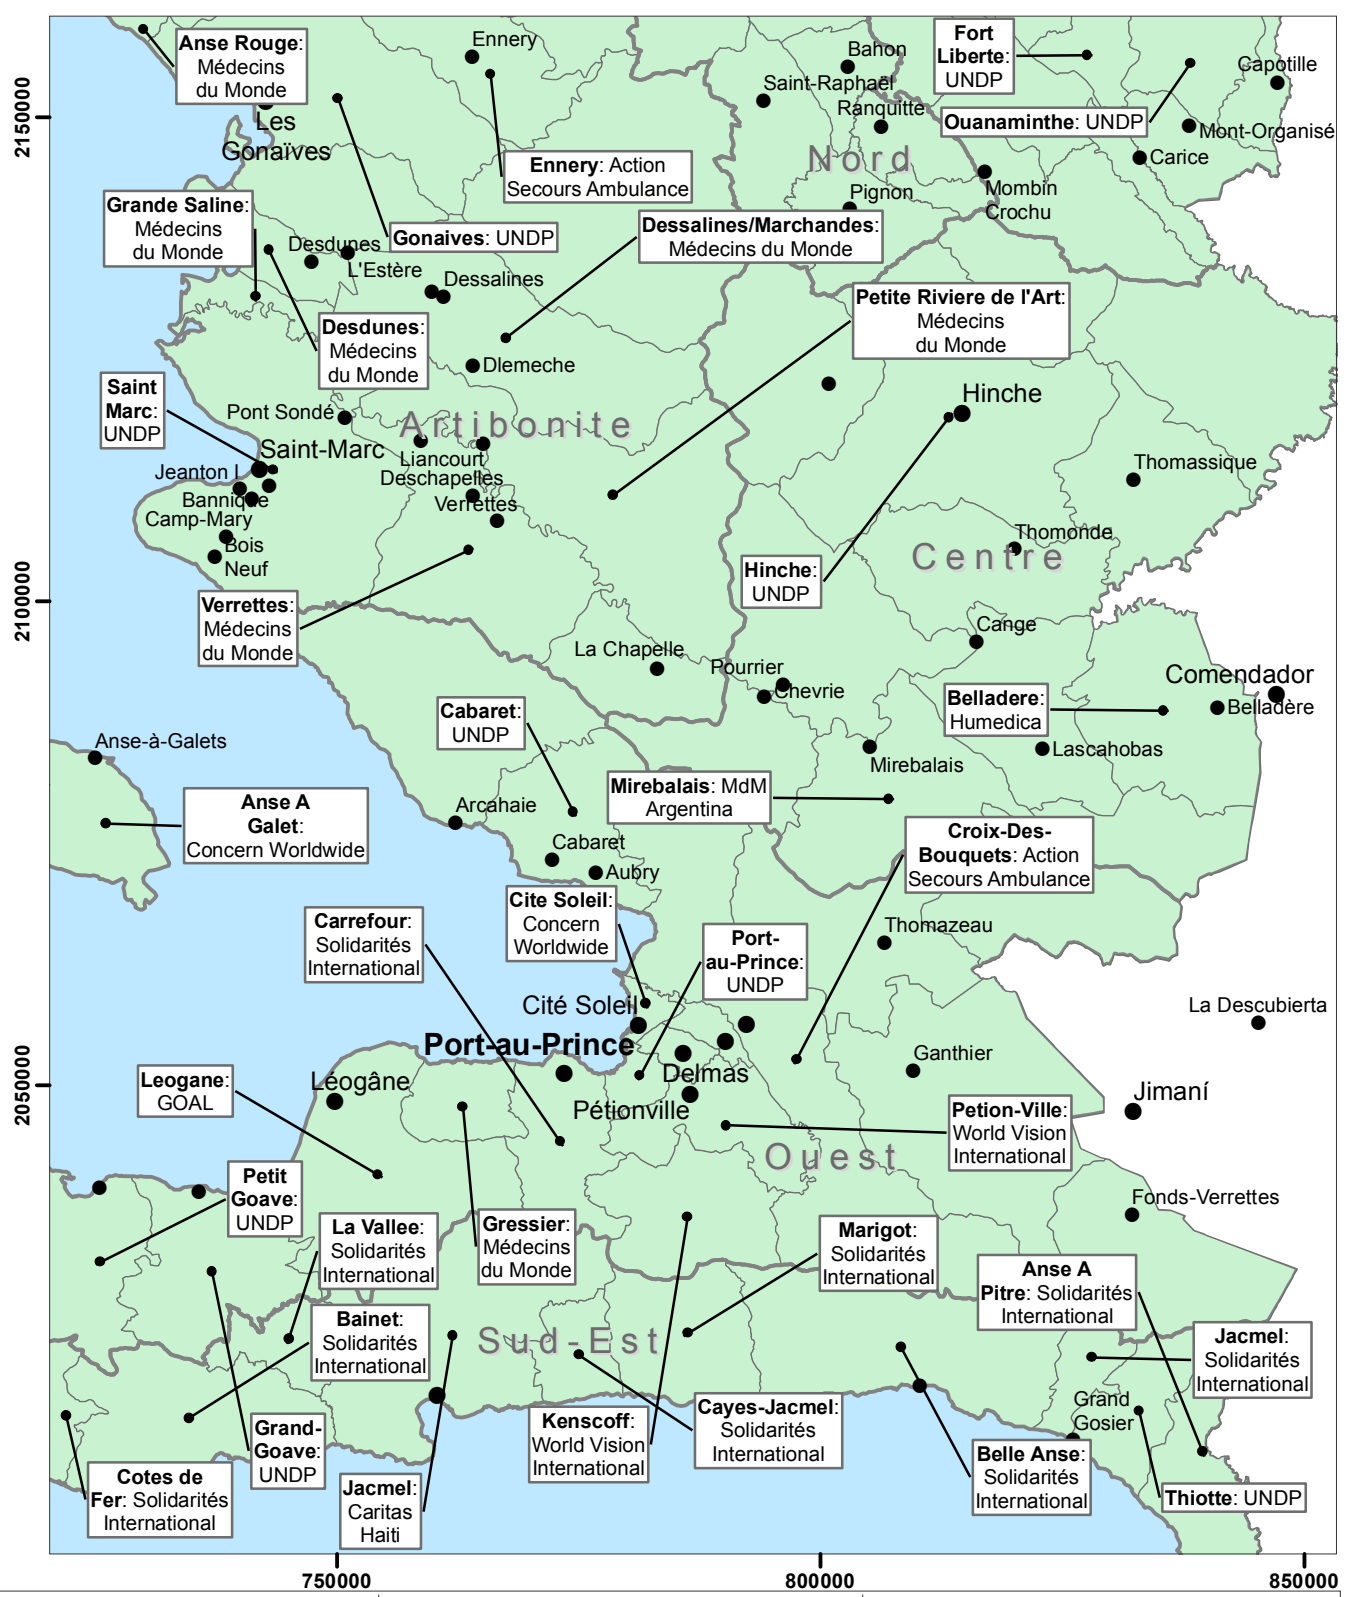 Anse Rouge:
Médecins
du Monde
Ennery
Bahon
Saint-Raphaël
Ranquitte
Fort
Liberte:
UNDP
Capotille
Ouanaminthe: UNDP
Mont-Organisé
Carice
2150000
Les
Gonaïves
Ennery: Action
Secours Ambulance
Nord
Pignon
Mombin
Crochu
Grande Saline:
Médecins
du Monde
Gonaives: UNDP
Dessalines/Marchandes:
Médecins du Monde
Desdunes
L'Estère
Dessalines
Petite Riviere de l'Art:
Médecins
du Monde
Desdunes:
Médecins
du Monde
Dlemeche
Saint
Marc:
UNDP
Pont Sondé
Artibonite
Hinche
Saint-Marc
Liancourt
Deschapelles
Verrettes
Jeanton I
Bannique
Camp-Mary
Bois
Neuf
Thomassique
Thomonde
Centre
Hinche:
UNDP
2100000
Verrettes:
Médecins
du Monde
Cange
La Chapelle
Pourrier
Chevrie
Comendador
Belladere:
Humedica
Belladère
Cabaret:
UNDP
Lascahobas
Mirebalais
Anse-à-Galets
Mirebalais: MdM
Argentina
Anse A
Galet:
Concern Worldwide
Arcahaie
Cabaret
Aubry
Croix-Des-
Bouquets: Action
Secours Ambulance
Cite Soleil:
Concern
Worldwide
Carrefour:
Solidarités
International
Port-
au-Prince:
UNDP
Thomazeau
Cité Soleil
La Descubierta
Port-au-Prince
Delmas
Ganthier
2050000
Leogane:
GOAL
Léogâne
Pétionville
Jimaní
Petion-Ville:
World Vision
International
Ouest
Petit
Goave:
UNDP
Fonds-Verrettes
La Vallee:
Solidarités
International
Gressier:
Médecins
du Monde
Marigot:
Solidarités
International
Anse A
Pitre: Solidarités
International
Bainet:
Solidarités
International
Sud-Est
Jacmel:
Solidarités
International
Grand
Gosier
Grand-
Goave:
UNDP
Kenscoff:
World Vision
International
Cayes-Jacmel:
Solidarités
International
Belle Anse:
Solidarités
International
Cotes de
Fer: Solidarités
International
Jacmel:
Caritas
Haiti
Thiotte: UNDP
750000
800000
850000